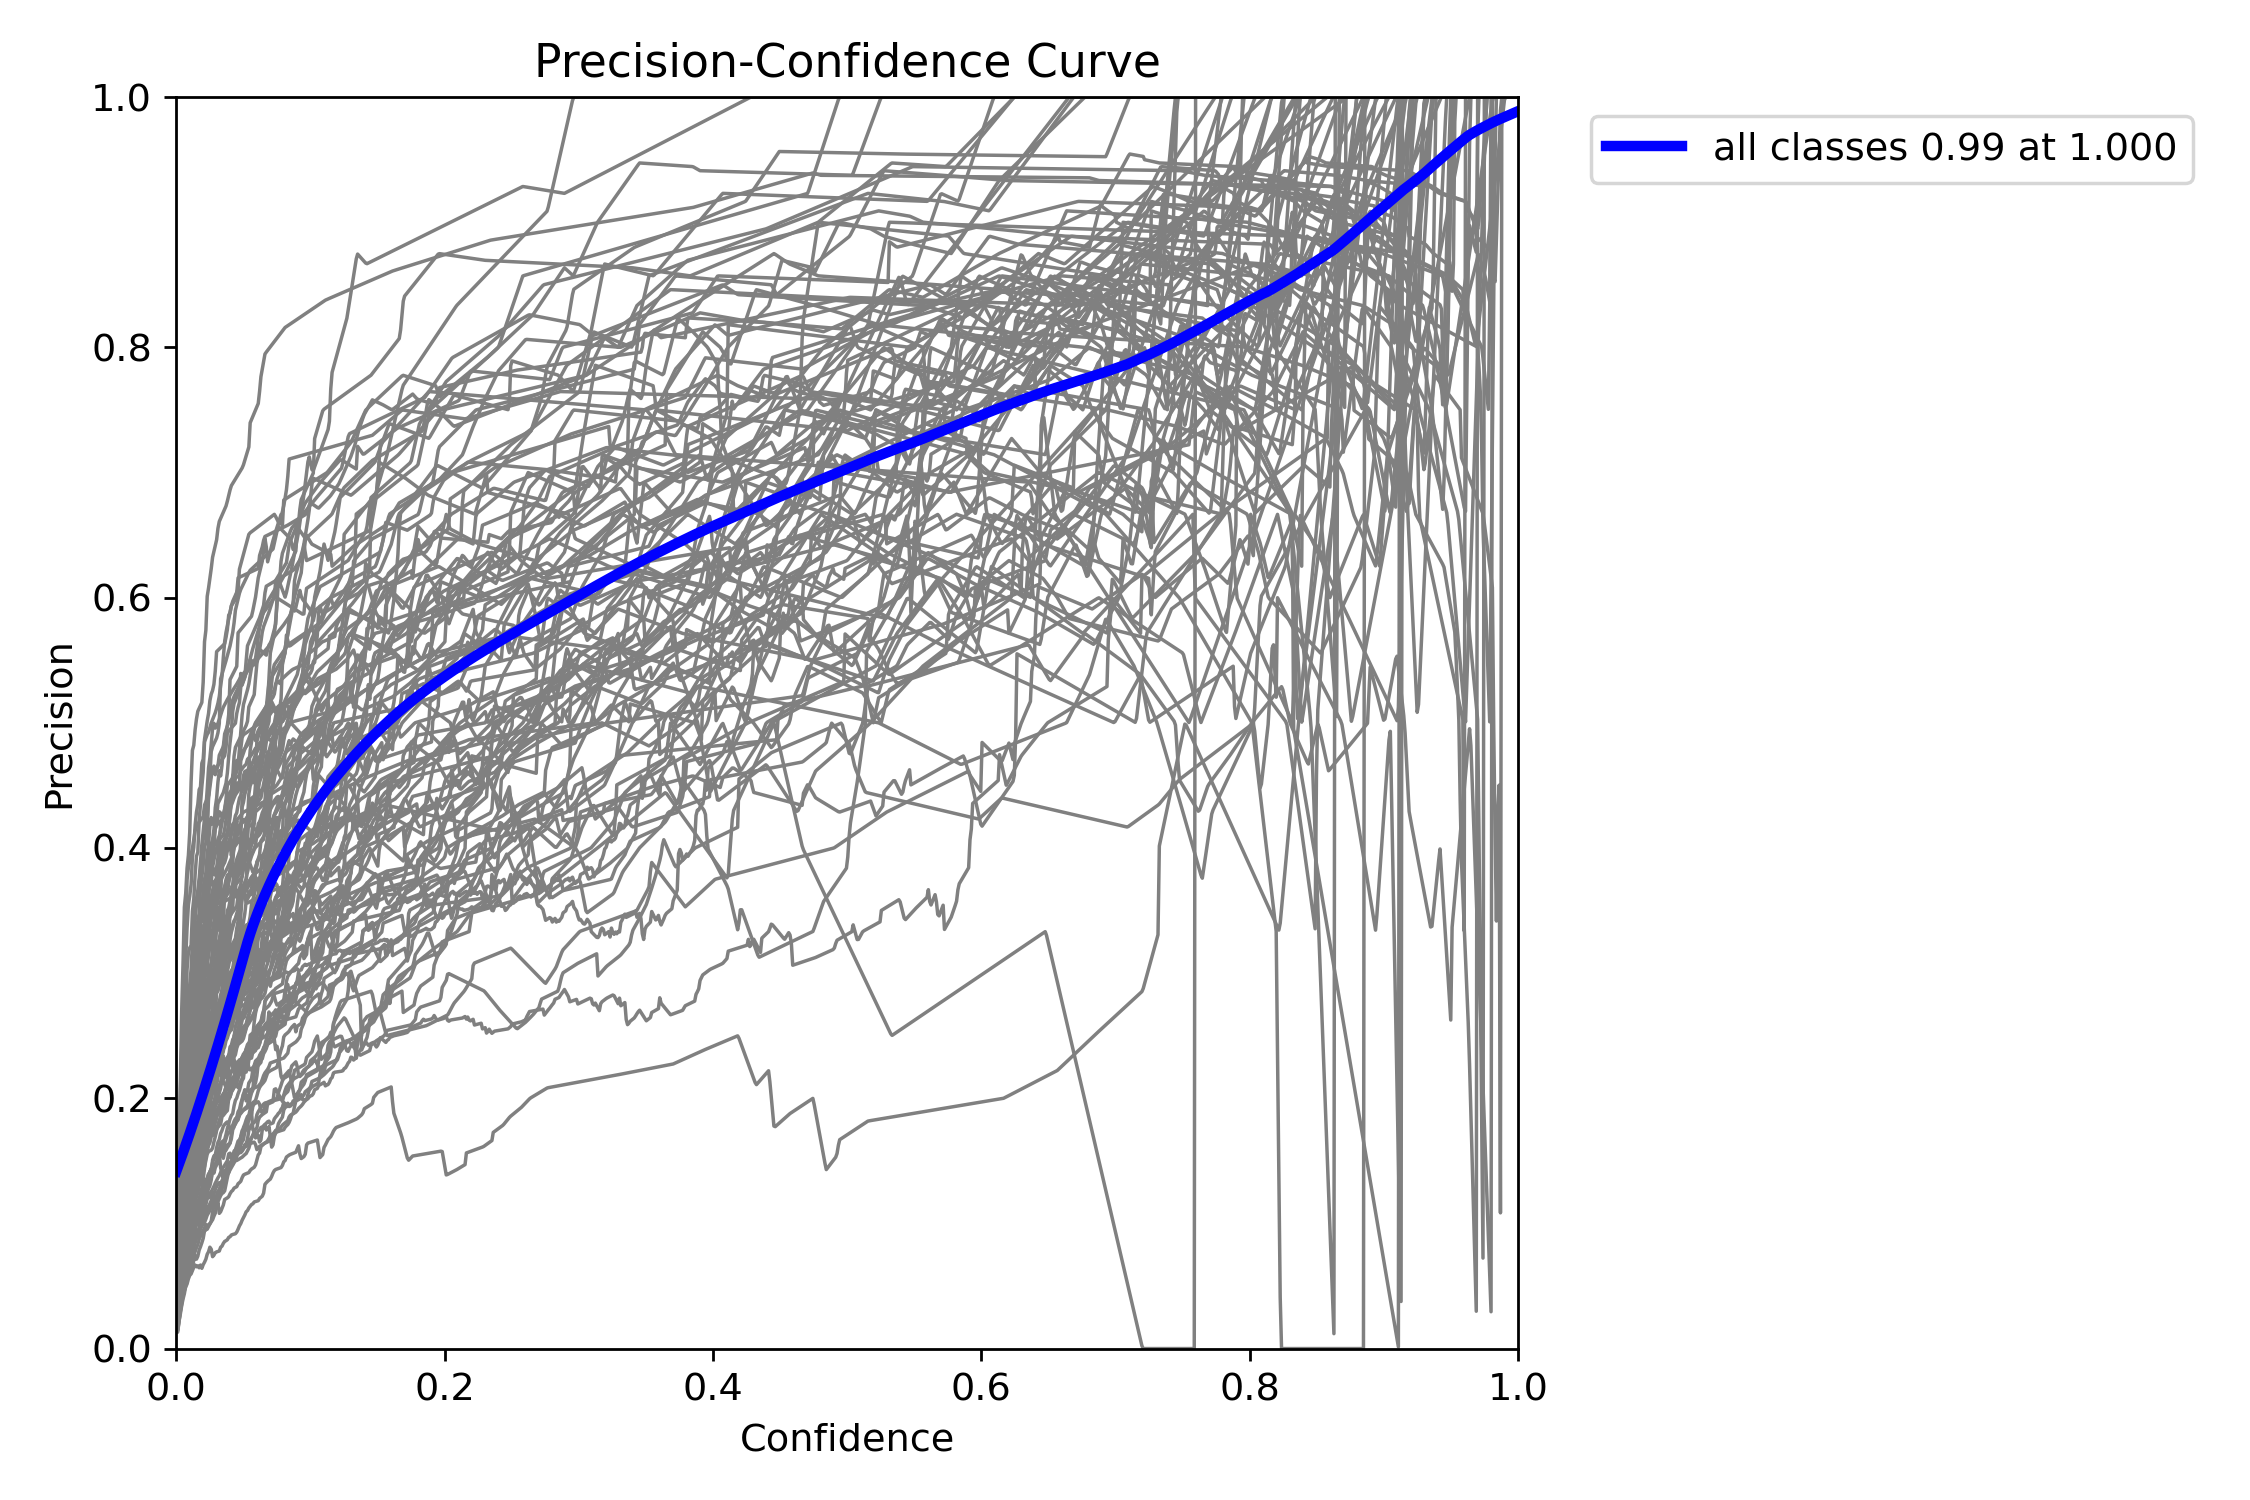 Precision-Confidence Curve
all classes 0.99 at 1.000
Precision
1.0
0.8
0.6
0.4
0.2
0.0
0.0 0.2 0.4 0.6 0.8 1.0
Confidence